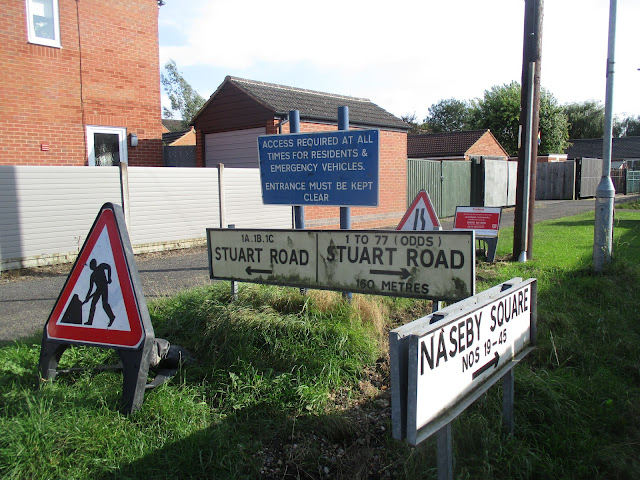 ACCESS REQUIRED AT ALL
TIMES FOR RESIDENTS &
EMERGENCY VEHICLES.
ENTRANCE MUST BE KEPT
CLEAR
1A.1B.1C
STUART ROAD
1 TO 77 (ODDS)
STUART ROAD
160 METRES
NASEBY SQUARE
NOS 19-45